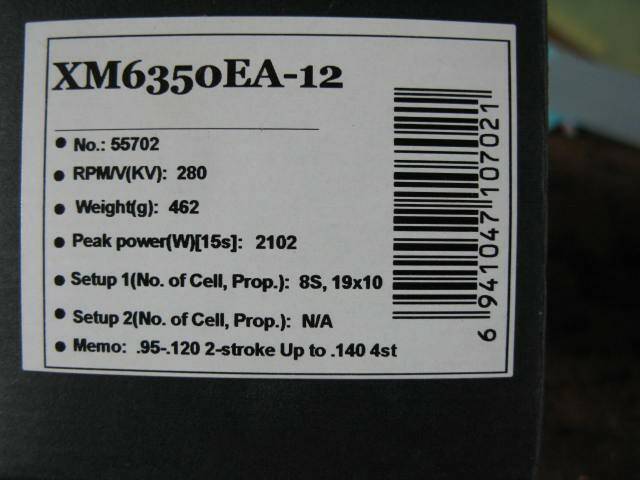 XM6350EA-12
No.: 55702
RPM/V(KV): 280
Weight(g): 462
Peak power(W)[15s]: 2102
Setup 1(No. of Cell, Prop.): 8S, 19x10
Setup 2(No. of Cell, Prop.): N/A
Memo: .95-.120 2-stroke Up to .140 4st
6 941047 107021